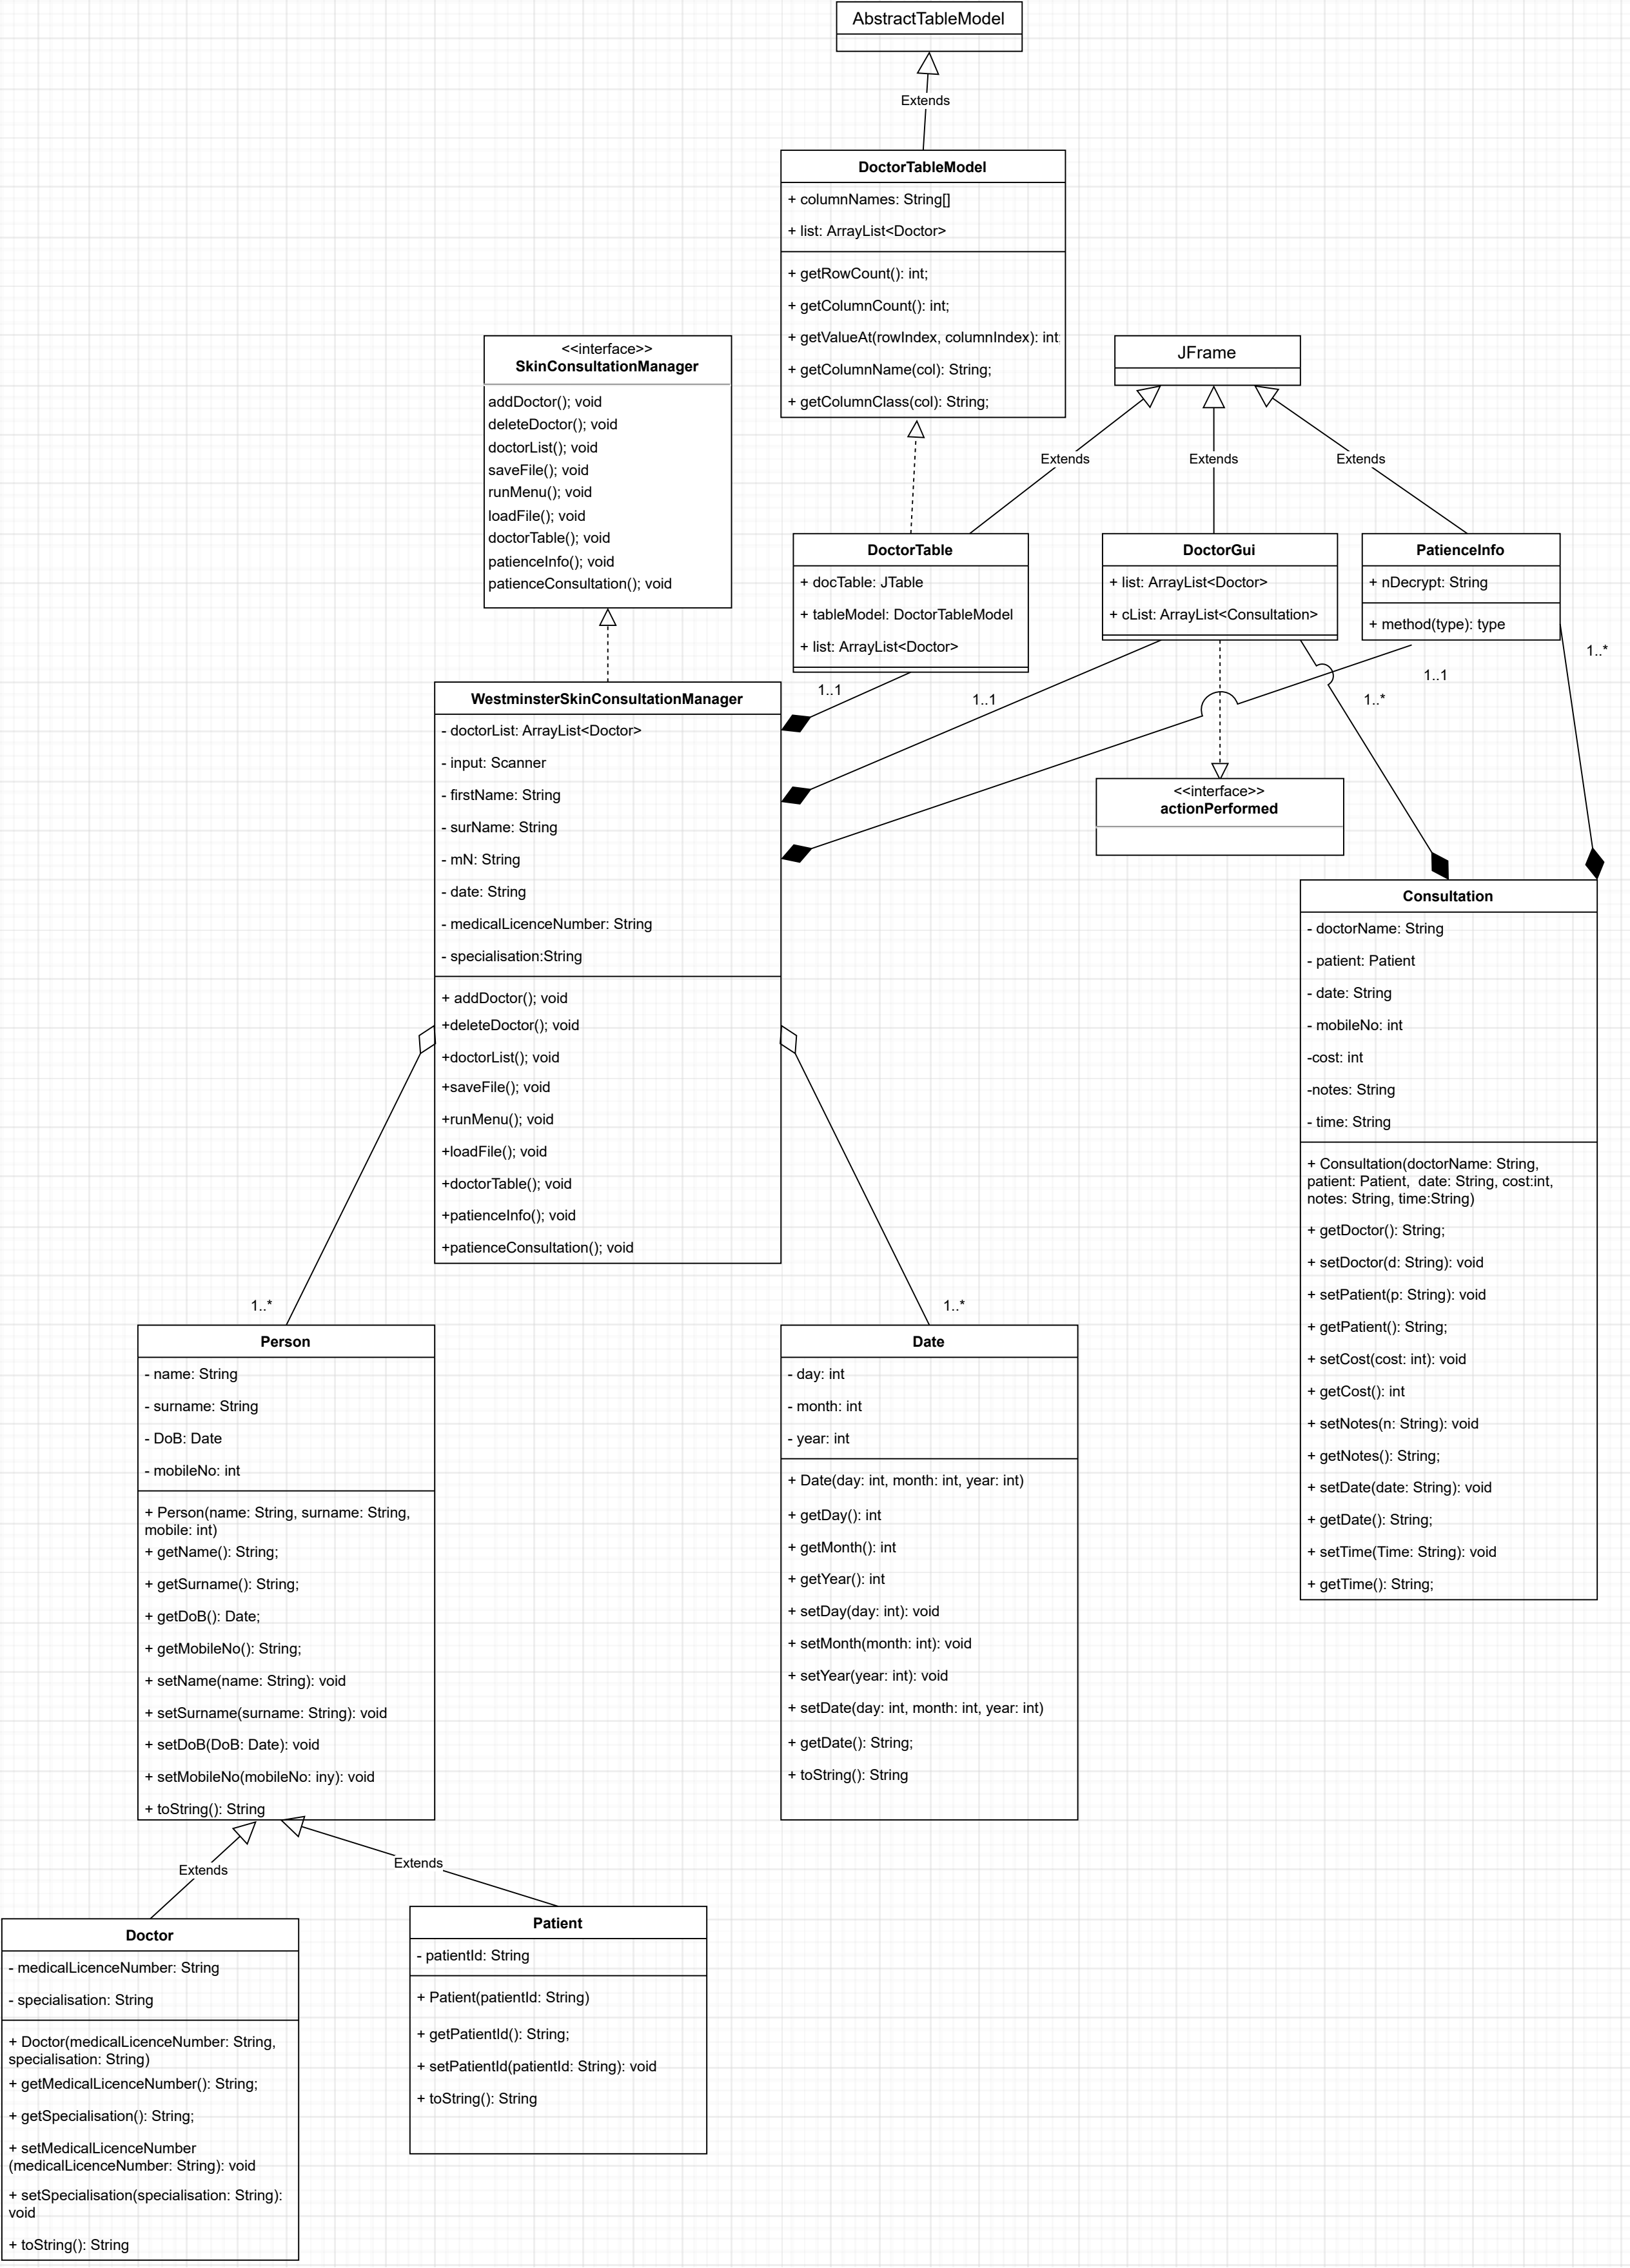 AbstractTableModel
Extends
DoctorTableModel
+ columnNames: String[]
+ list: ArrayList<Doctor>
+ getRowCount(): int;
+ getColumnCount(): int;
+ getValueAt(rowIndex, columnIndex): int
+ getColumnName(col): String;
+ getColumnClass(col): String;
<<interface>>
SkinConsultationManager
addDoctor(); void
deleteDoctor(); void
doctorList(); void
saveFile(); void
runMenu(); void
loadFile(); void
doctorTable(); void
patienceInfo(); void
patienceConsultation(); void
JFrame
Extends
Extends
Extends
DoctorTable
+ docTable: JTable
+ tableModel: DoctorTableModel
+ list: ArrayList<Doctor>
DoctorGui
+ list: ArrayList<Doctor>
+ cList: ArrayList<Consultation>
PatienceInfo
+ nDecrypt: String
+ method(type): type
1..1
1..1
1..*
1..1
1..*
WestminsterSkinConsultationManager
- doctorList: ArrayList<Doctor>
- input: Scanner
- firstName: String
- surName: String
- mN: String
- date: String
- medicalLicenceNumber: String
- specialisation:String
+ addDoctor(); void
+deleteDoctor(); void
+doctorList(); void
+saveFile(); void
+runMenu(); void
+loadFile(); void
+doctorTable(); void
+patienceInfo(); void
+patienceConsultation(); void
<<interface>>
actionPerformed
Consultation
- doctorName: String
- patient: Patient
- date: String
- mobileNo: int
-cost: int
-notes: String
- time: String
+ Consultation(doctorName: String,
patient: Patient,  date: String, cost:int,
notes: String, time:String)
+ getDoctor(): String;
+ setDoctor(d: String): void
+ setPatient(p: String): void
+ getPatient(): String;
+ setCost(cost: int): void
+ getCost(): int
+ setNotes(n: String): void
+ getNotes(): String;
+ setDate(date: String): void
+ getDate(): String;
+ setTime(Time: String): void
+ getTime(): String;
1..*
1..*
Person
- name: String
- surname: String
- DoB: Date
- mobileNo: int
+ Person(name: String, surname: String,
mobile: int)
+ getName(): String;
+ getSurname(): String;
+ getDoB(): Date;
+ getMobileNo(): String;
+ setName(name: String): void
+ setSurname(surname: String): void
+ setDoB(DoB: Date): void
+ setMobileNo(mobileNo: iny): void
+ toString(): String
Date
- day: int
- month: int
- year: int
+ Date(day: int, month: int, year: int)
+ getDay(): int
+ getMonth(): int
+ getYear(): int
+ setDay(day: int): void
+ setMonth(month: int): void
+ setYear(year: int): void
+ setDate(day: int, month: int, year: int)
+ getDate(): String;
+ toString(): String
Extends
Extends
Doctor
- medicalLicenceNumber: String
- specialisation: String
+ Doctor(medicalLicenceNumber: String,
specialisation: String)
+ getMedicalLicenceNumber(): String;
+ getSpecialisation(): String;
+ setMedicalLicenceNumber
(medicalLicenceNumber: String): void
+ setSpecialisation(specialisation: String):
void
+ toString(): String
Patient
- patientId: String
+ Patient(patientId: String)
+ getPatientId(): String;
+ setPatientId(patientId: String): void
+ toString(): String